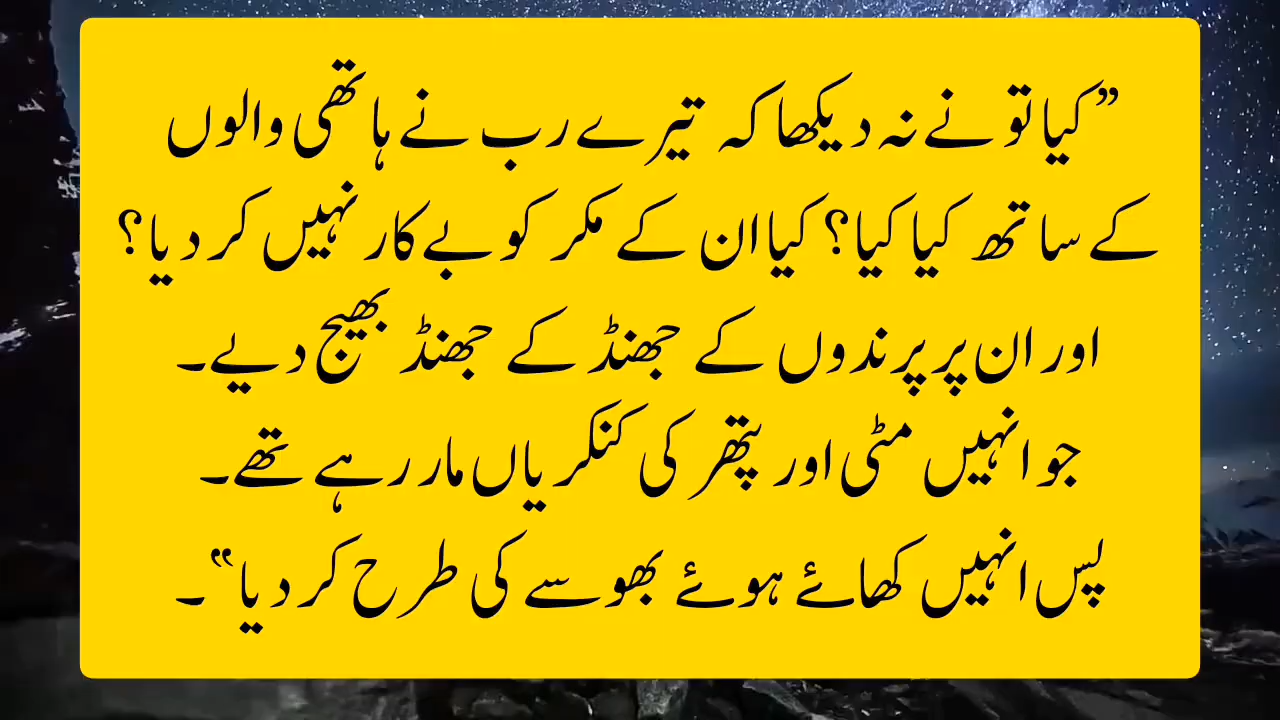 ”کیا تو نے نہ دیکھا کہ تیرے رب نے ہاتھی والوں
کے ساتھ کیا کیا؟ کیا ان کے مکر کو بے کار نہیں کر دیا؟
اور ان پر پرندوں کے جھنڈ کے جھنڈ بھیج دیے۔
جو انہیں مٹی اور پتھر کی کنکریاں مار رہے تھے۔
پس انہیں کھائے ہوئے بھوسے کی طرح کر دیا“۔